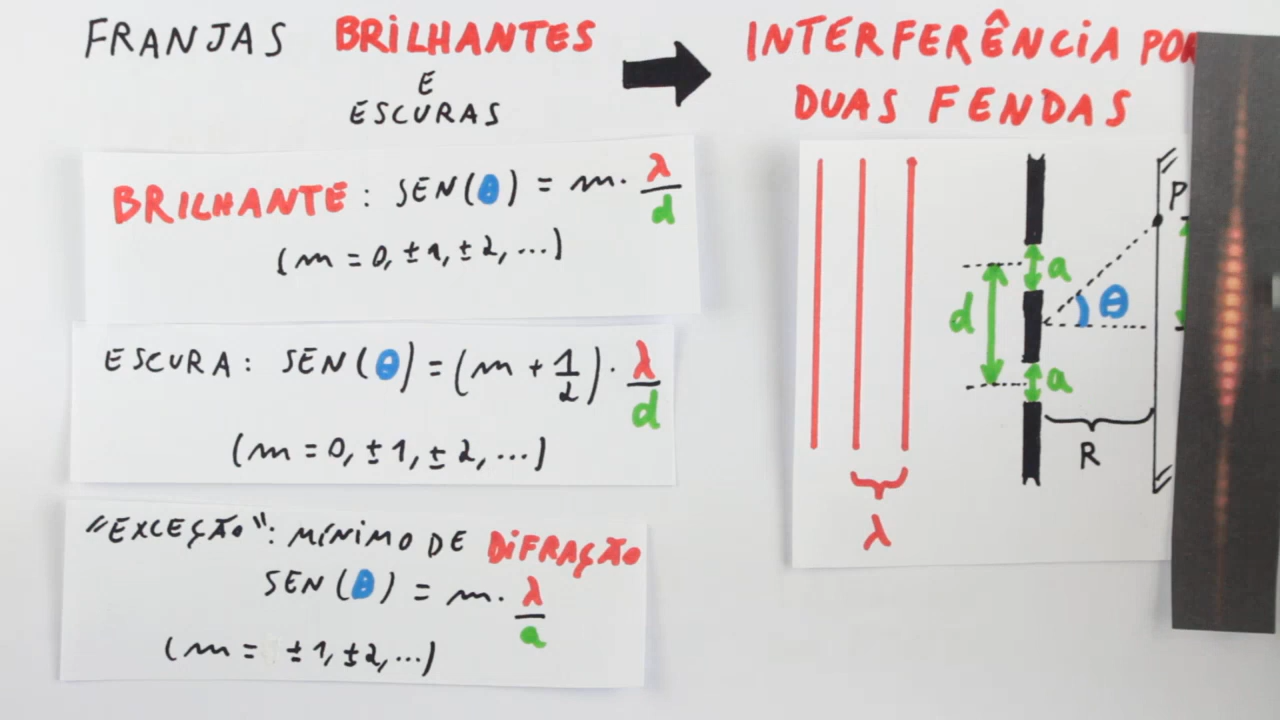 FRANJAS BRILHANTES
E
ESCURAS
INTERFERÊNCIA POR
DUAS FENDAS
BRILHANTE: SEN(θ) = m · λ/d
(m = 0, ±1, ±2, ...)
ESCURA: SEN(θ) = (m + 1/2) · λ/d
(m = 0, ±1, ±2, ...)
"EXCEÇÃO": MÍNIMO DE DIFRAÇÃO
SEN(θ) = m · λ/a
(m = ±1, ±2, ...)
P
a
d
θ
a
R
λ